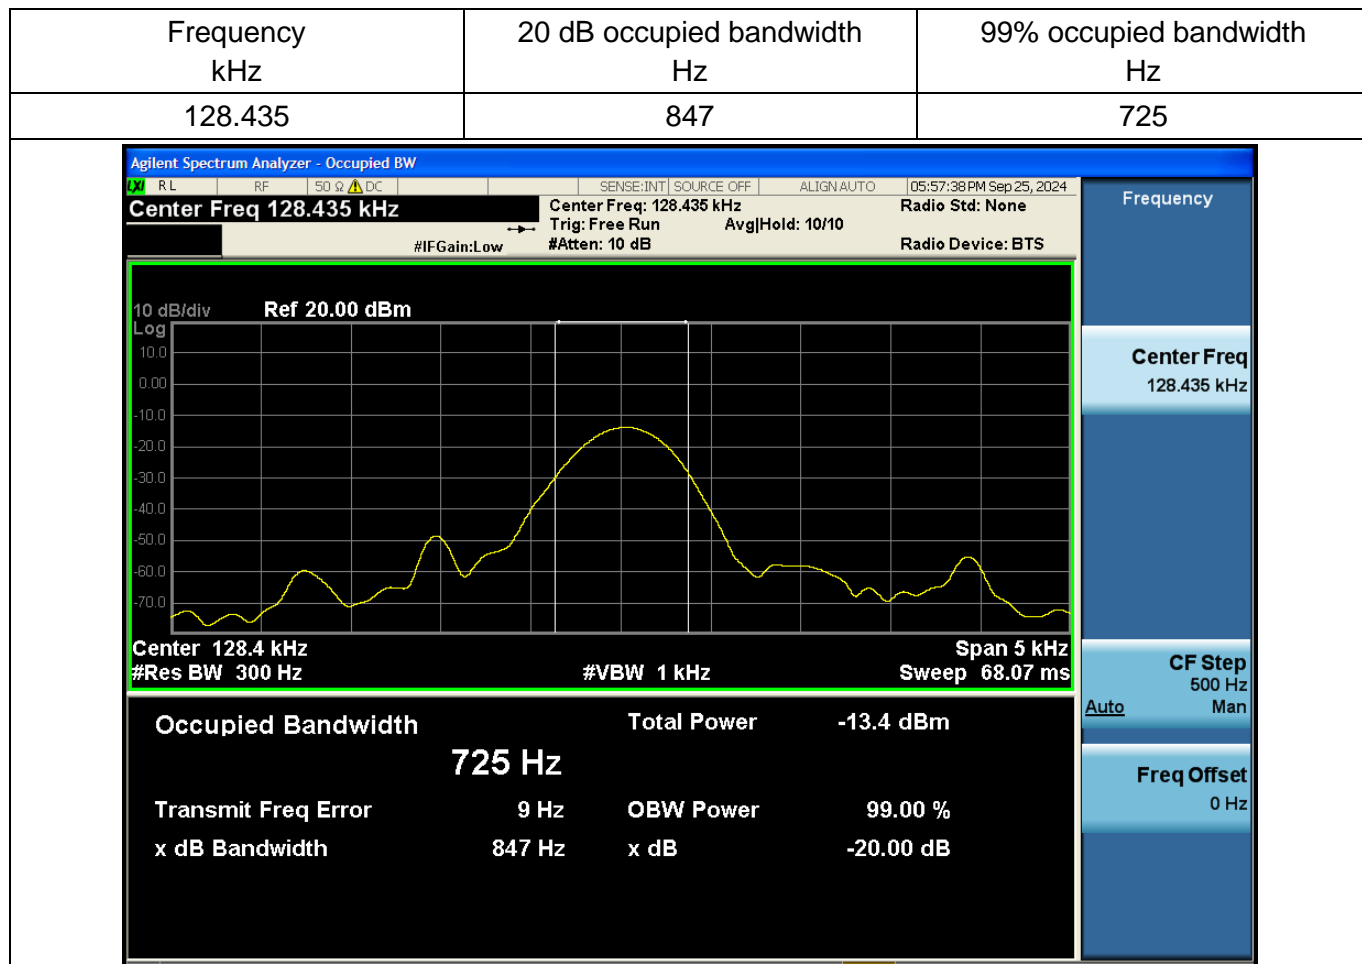 Frequency
kHz
20 dB occupied bandwidth
Hz
99% occupied bandwidth
Hz
128.435
847
725
Agilent Spectrum Analyzer - Occupied BW
LXI RL RF 50 Ω DC SENSE:INT SOURCE OFF ALIGN AUTO 05:57:38 PM Sep 25, 2024
Center Freq 128.435 kHz
Center Freq: 128.435 kHz
Radio Std: None
Trig: Free Run Avg|Hold: 10/10
#IFGain:Low
#Atten: 10 dB
Radio Device: BTS
10 dB/div Ref 20.00 dBm
Log
10.0
0.00
-10.0
-20.0
-30.0
-40.0
-50.0
-60.0
-70.0
Center 128.4 kHz
Span 5 kHz
#Res BW 300 Hz
#VBW 1 kHz
Sweep 68.07 ms
Occupied Bandwidth
725 Hz
Total Power -13.4 dBm
Transmit Freq Error 9 Hz
OBW Power 99.00 %
x dB Bandwidth 847 Hz
x dB -20.00 dB
Frequency
Center Freq
128.435 kHz
CF Step
500 Hz
Auto Man
Freq Offset
0 Hz